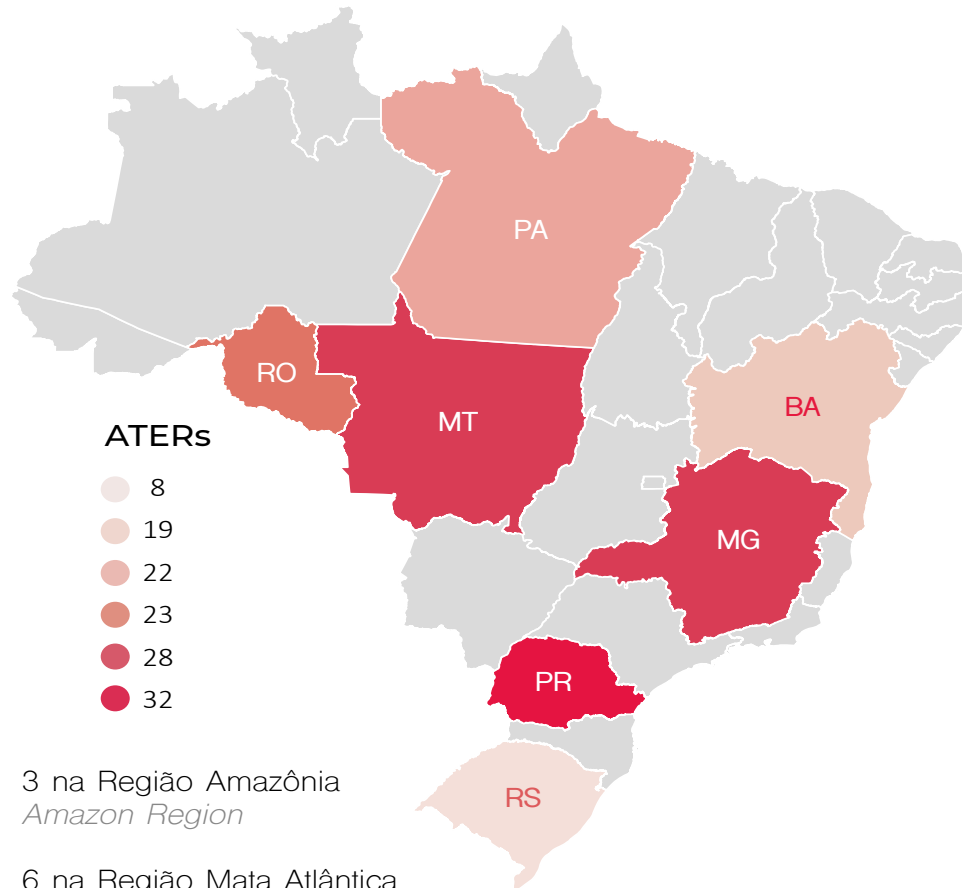 PA
RO
MT
BA
MG
PR
RS
ATERs
8
19
22
23
28
32
3 na Região Amazônia
Amazon Region
6 na Região Mata Atlântica